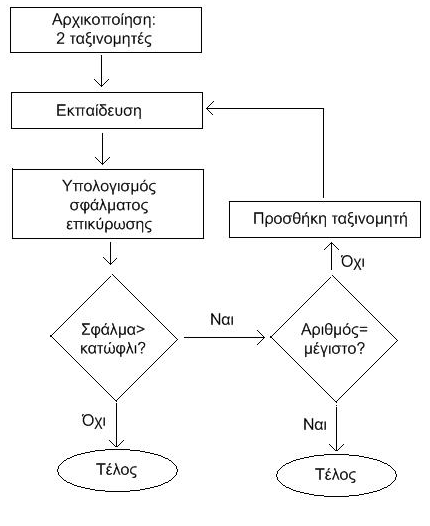 Αρχικοποίηση:
2 ταξινομητές
Εκπαίδευση
Υπολογισμός
σφάλματος
επικύρωσης
Προσθήκη ταξινομητή
Όχι
Σφάλμα>
κατώφλι?
Ναι
Αριθμός=
μέγιστο?
Όχι
Ναι
Τέλος
Τέλος